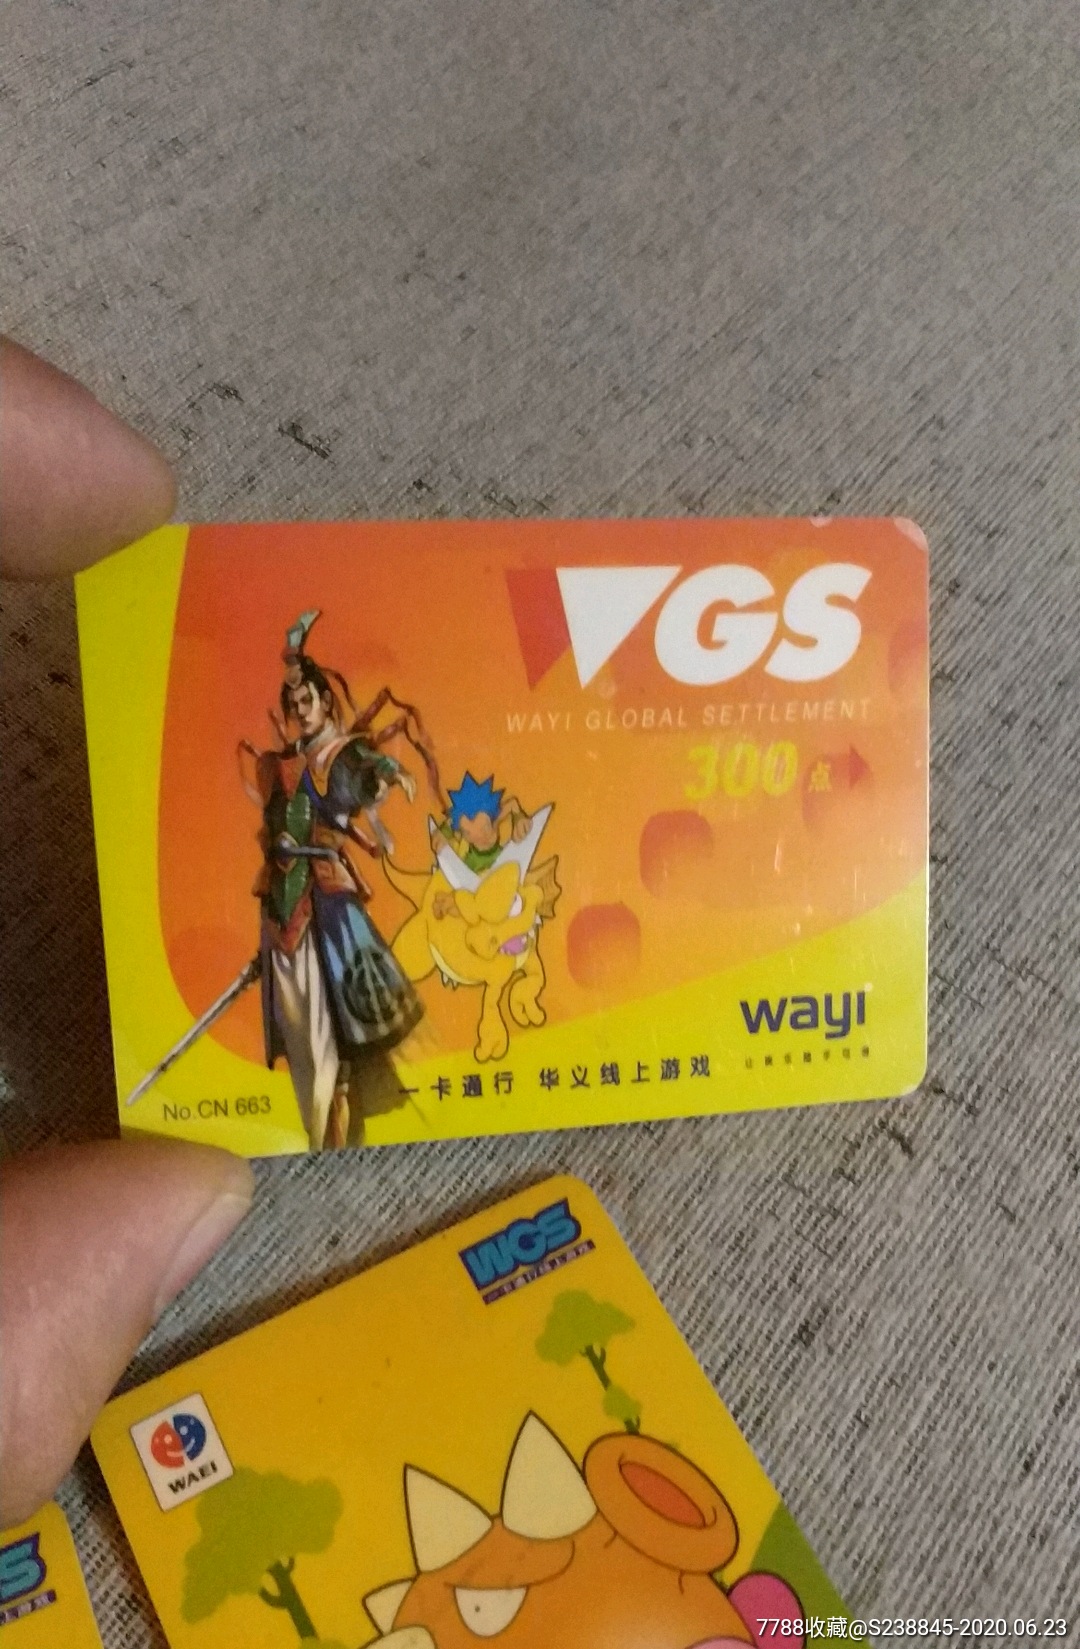 WGS
WAYI GLOBAL SETTLEMENT
300点
wayi
一卡通行 华义线上游戏
No.CN 663
WGS
WAEI
7788收藏@S238845-2020.06.23